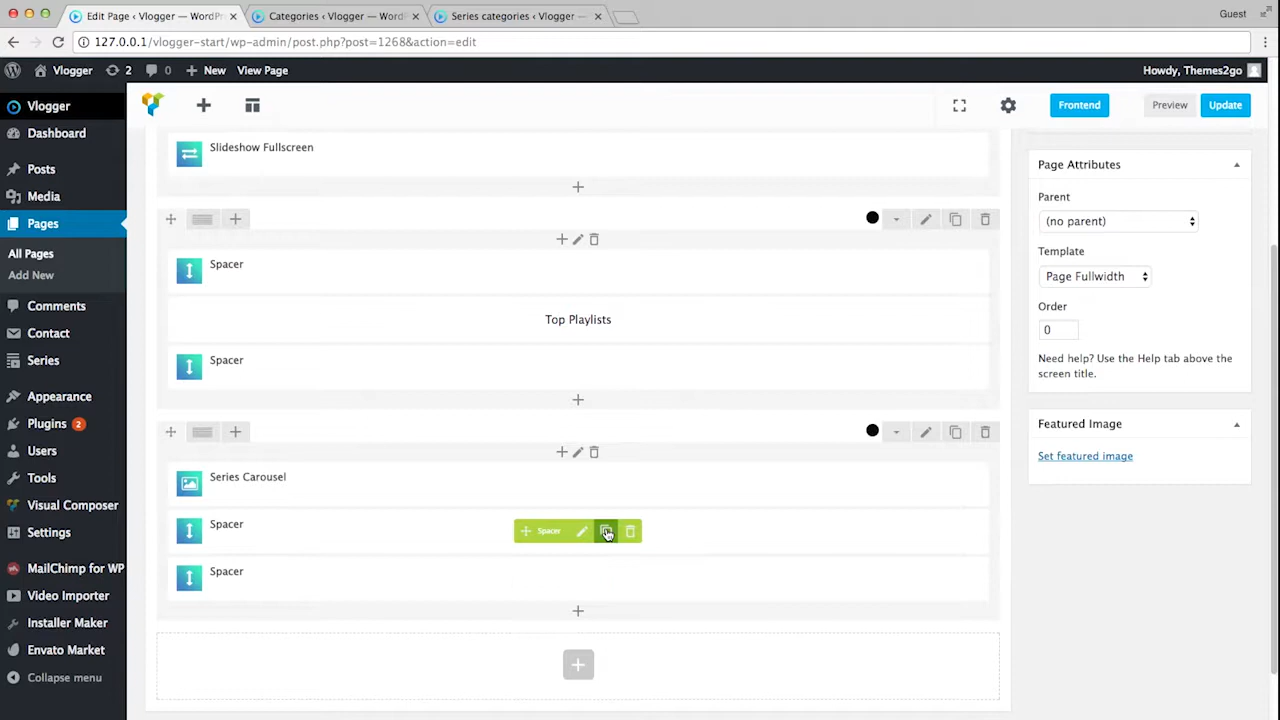 Edit Page ‹ Vlogger — WordPr
Categories ‹ Vlogger — WordP
Series categories ‹ Vlogger —
Guest
127.0.0.1/vlogger-start/wp-admin/post.php?post=1268&action=edit
Vlogger
2
0
New
View Page
Howdy, Themes2go
Vlogger
Dashboard
Posts
Media
Pages
All Pages
Add New
Comments
Contact
Series
Appearance
Plugins 2
Users
Tools
Visual Composer
Settings
MailChimp for WP
Video Importer
Installer Maker
Envato Market
Collapse menu
Frontend
Preview
Update
Slideshow Fullscreen
Spacer
Top Playlists
Spacer
Series Carousel
Spacer
Spacer
Spacer
Page Attributes
Parent
(no parent)
Template
Page Fullwidth
Order
0
Need help? Use the Help tab above the
screen title.
Featured Image
Set featured image